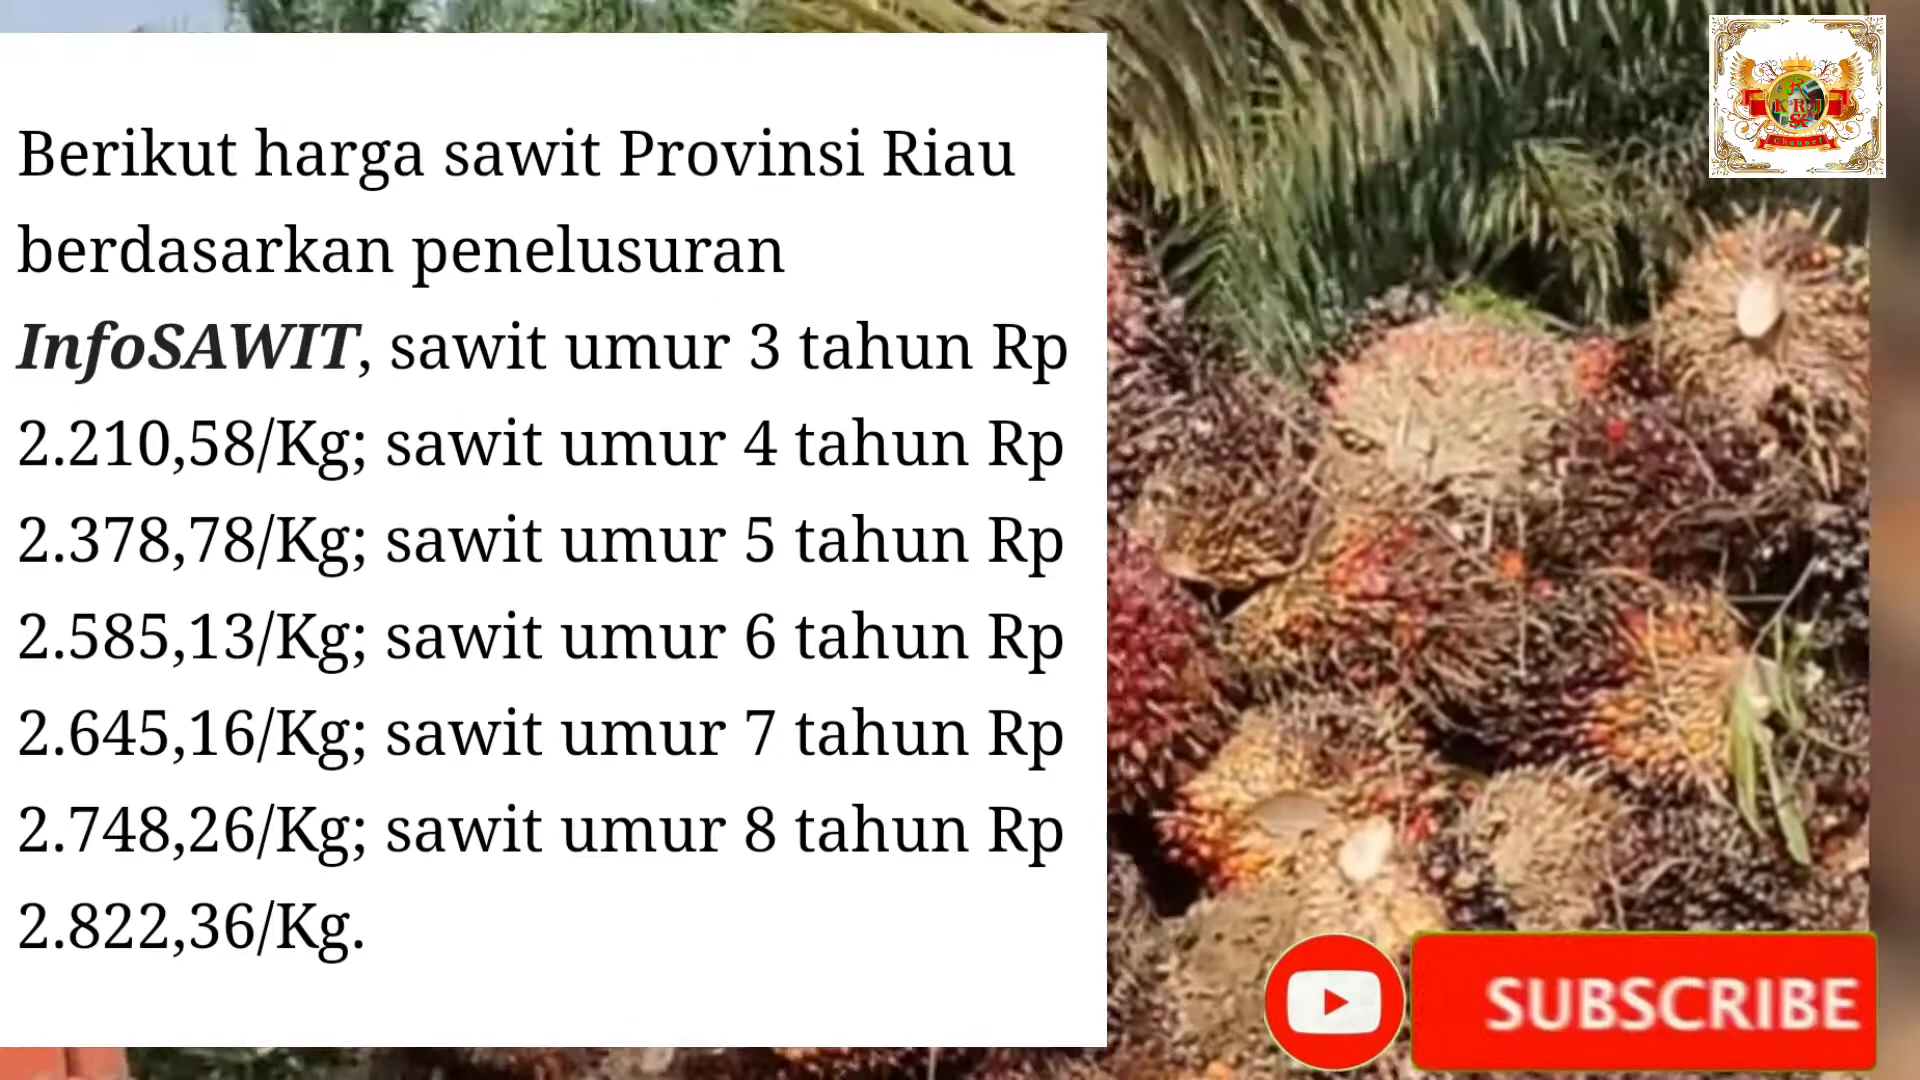 Berikut harga sawit Provinsi Riau
berdasarkan penelusuran
InfoSAWIT, sawit umur 3 tahun Rp
2.210,58/Kg; sawit umur 4 tahun Rp
2.378,78/Kg; sawit umur 5 tahun Rp
2.585,13/Kg; sawit umur 6 tahun Rp
2.645,16/Kg; sawit umur 7 tahun Rp
2.748,26/Kg; sawit umur 8 tahun Rp
2.822,36/Kg.
Channel
SUBSCRIBE